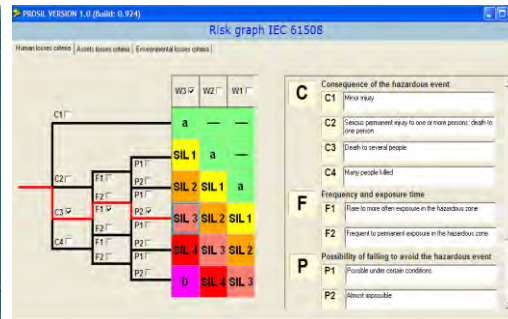 PROSIL VERSION 1.0 (Build: 0.924)
Risk graph IEC 61508
Human losses criteria | Assets losses criteria | Environmental losses criteria
W3 W2 W1
C1
a — —
P1
SIL 1 a —
C2 F1 P2
F2 P1
SIL 2 SIL 1 a
C3 F1 P2
SIL 3 SIL 2 SIL 1
F2 P1
C4 F1 P2
SIL 4 SIL 3 SIL 2
F2 P1
P2
b SIL 4 SIL 3
C Consequence of the hazardous event
C1 Minor injury
C2 Serious permanent injury to one or more persons; death to
one person
C3 Death to several people
C4 Many people killed
F Frequency and exposure time
F1 Rare to more often exposure in the hazardous zone
F2 Frequent to permanent exposure in the hazardous zone
P Possibility of failing to avoid the hazardous event
P1 Possible under certain conditions
P2 Almost impossible